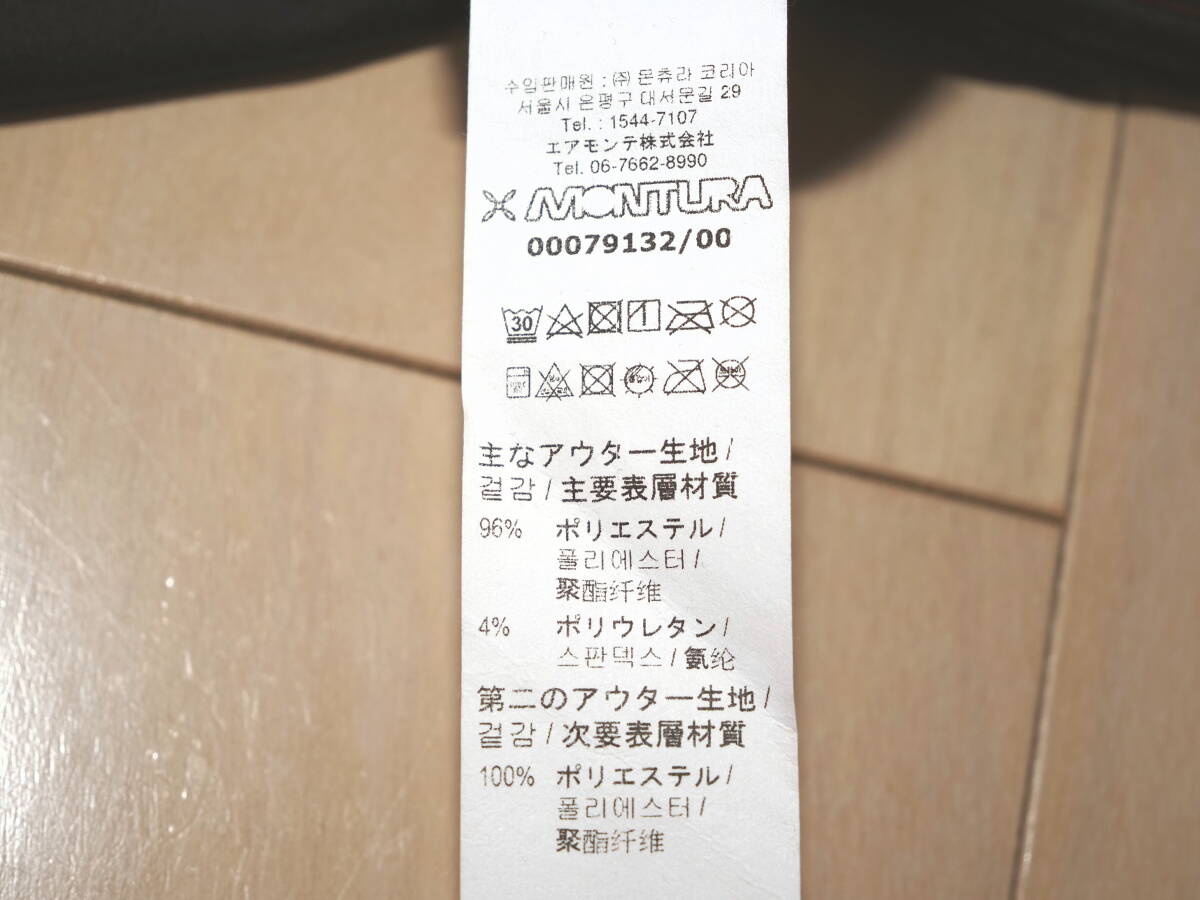 수입판매원 : ㈜ 몬츄라 코리아
서울시 은평구 대서문길 29
Tel. : 1544-7107
エアモンテ株式会社
Tel. 06-7662-8990
MONTURA
00079132/00
30
主なアウター生地/
겉감/主要表層材質
96% ポリエステル/
폴리에스터/
聚酯纤维
4% ポリウレタン/
스판덱스/氨纶
第二のアウター生地/
겉감/次要表層材質
100% ポリエステル/
폴리에스터/
聚酯纤维